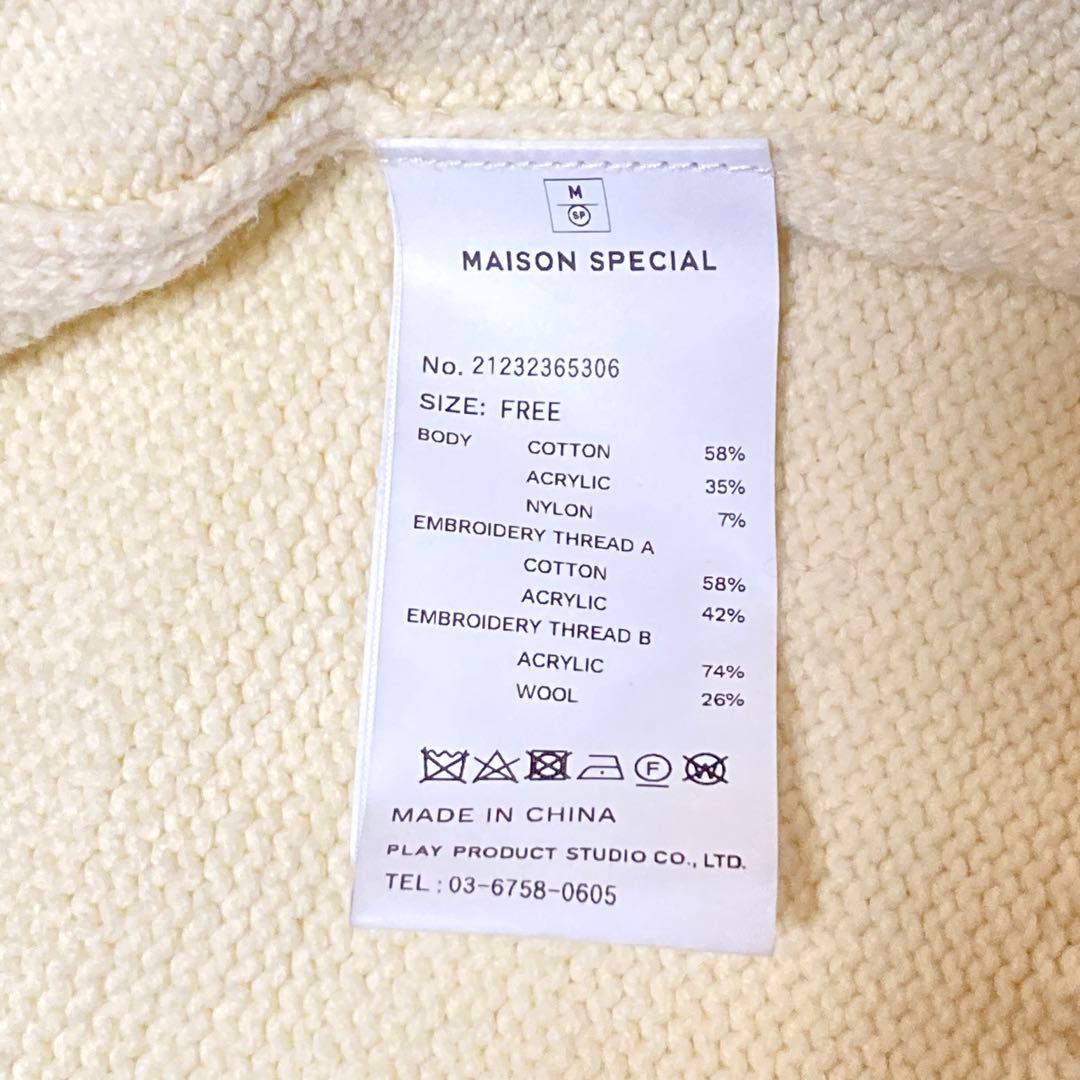 M
SP
MAISON SPECIAL
No. 21232365306
SIZE: FREE
BODY COTTON 58%
ACRYLIC 35%
NYLON 7%
EMBROIDERY THREAD A
COTTON 58%
ACRYLIC 42%
EMBROIDERY THREAD B
ACRYLIC 74%
WOOL 26%
F W
MADE IN CHINA
PLAY PRODUCT STUDIO CO., LTD.
TEL : 03-6758-0605